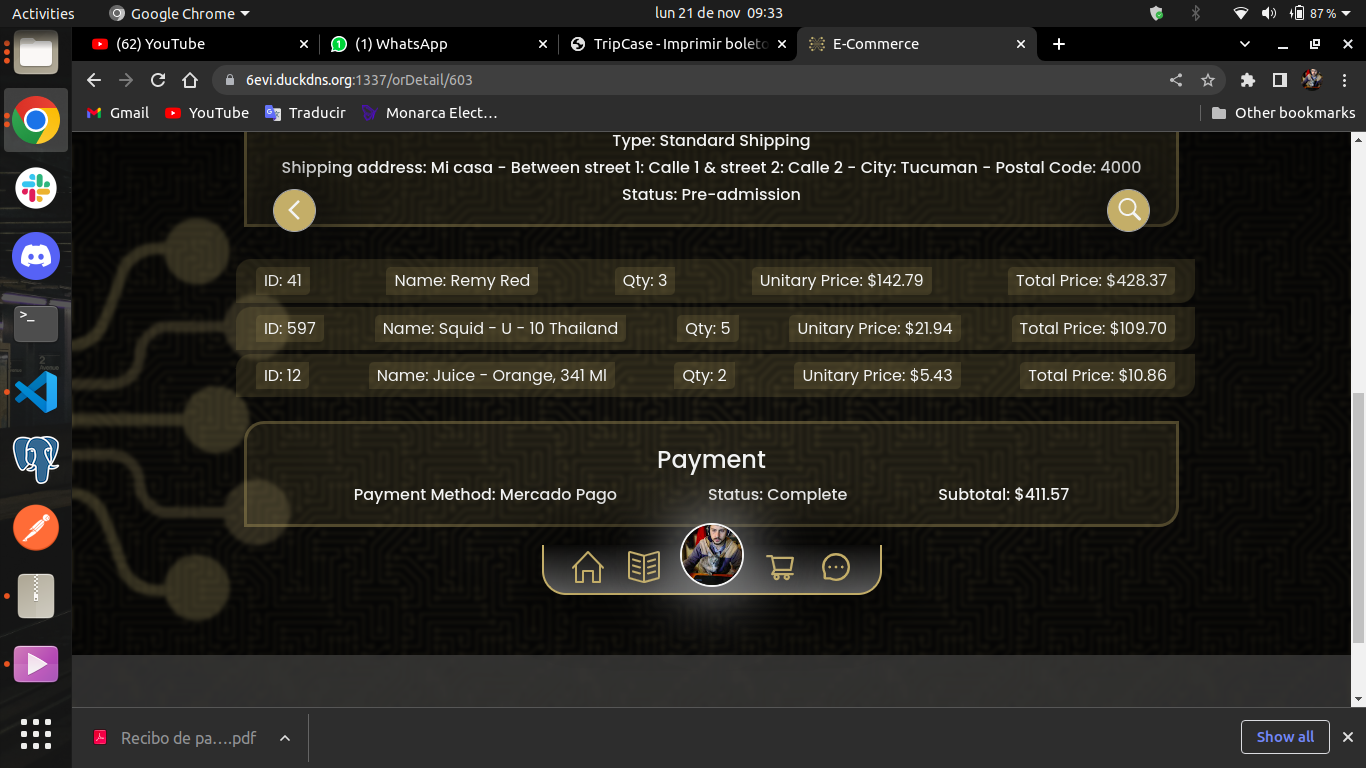 Activities Google Chrome lun 21 de nov 09:33 87 %
(62) YouTube (1) WhatsApp TripCase - Imprimir boleto E-Commerce
6evi.duckdns.org:1337/orDetail/603
Gmail YouTube Traducir Monarca Elect... Other bookmarks
Type: Standard Shipping
Shipping address: Mi casa - Between street 1: Calle 1 & street 2: Calle 2 - City: Tucuman - Postal Code: 4000
Status: Pre-admission
ID: 41 Name: Remy Red Qty: 3 Unitary Price: $142.79 Total Price: $428.37
ID: 597 Name: Squid - U - 10 Thailand Qty: 5 Unitary Price: $21.94 Total Price: $109.70
ID: 12 Name: Juice - Orange, 341 Ml Qty: 2 Unitary Price: $5.43 Total Price: $10.86
Payment
Payment Method: Mercado Pago Status: Complete Subtotal: $411.57
Recibo de pa....pdf Show all